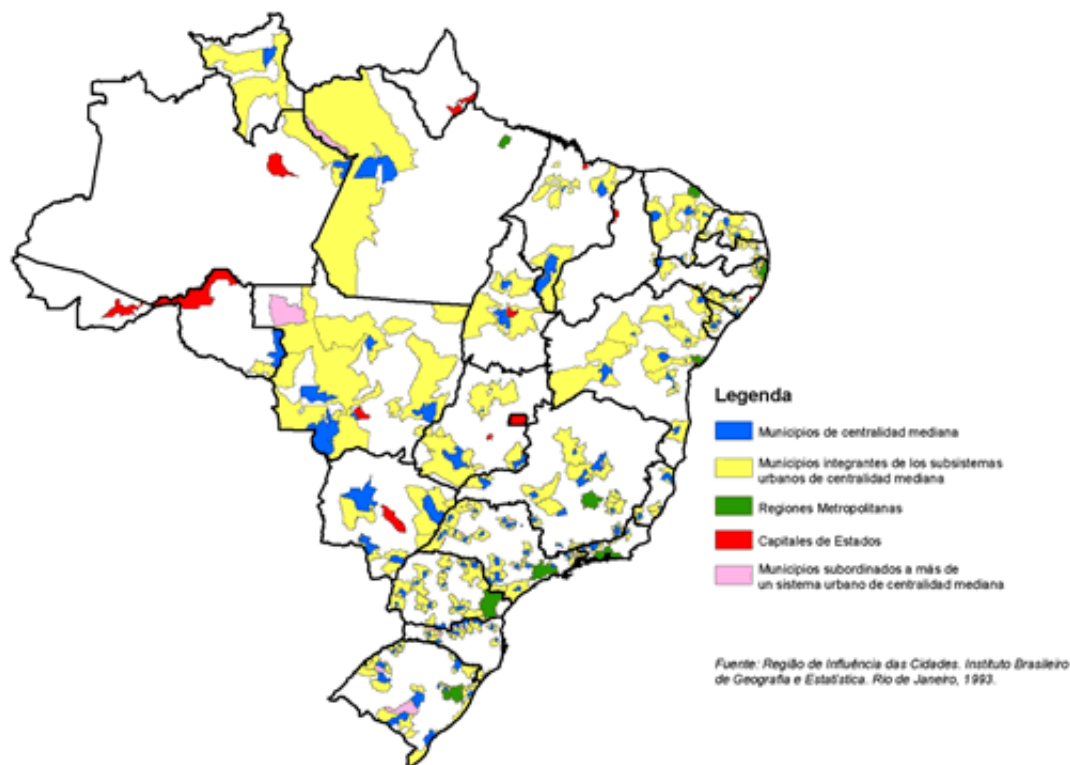 Legenda
Municipios de centralidad mediana
Municipios integrantes de los subsistemas
urbanos de centralidad mediana
Regiones Metropolitanas
Capitales de Estados
Municipios subordinados a más de
un sistema urbano de centralidad mediana
Fuente: Região de Influência das Cidades. Instituto Brasileiro
de Geografia e Estatística. Rio de Janeiro, 1993.